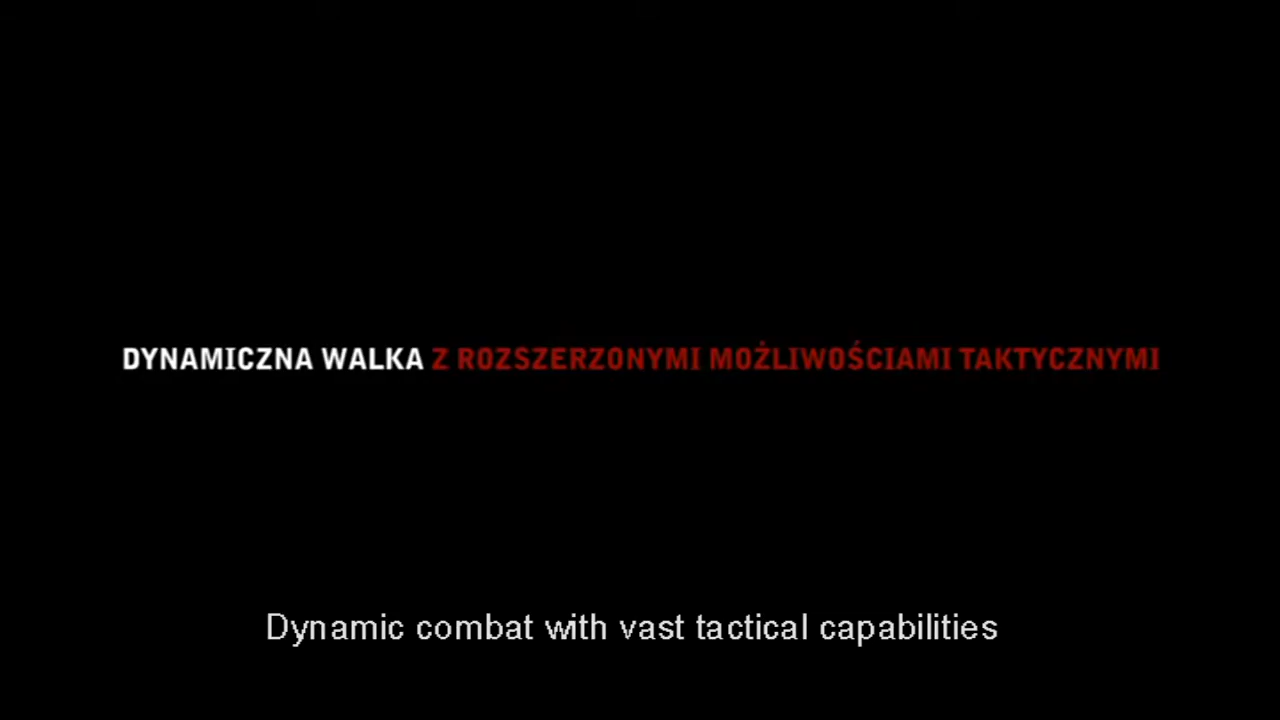 DYNAMICZNA WALKA Z ROZSZERZONYMI MOŻLIWOŚCIAMI TAKTYCZNYMI
Dynamic combat with vast tactical capabilities